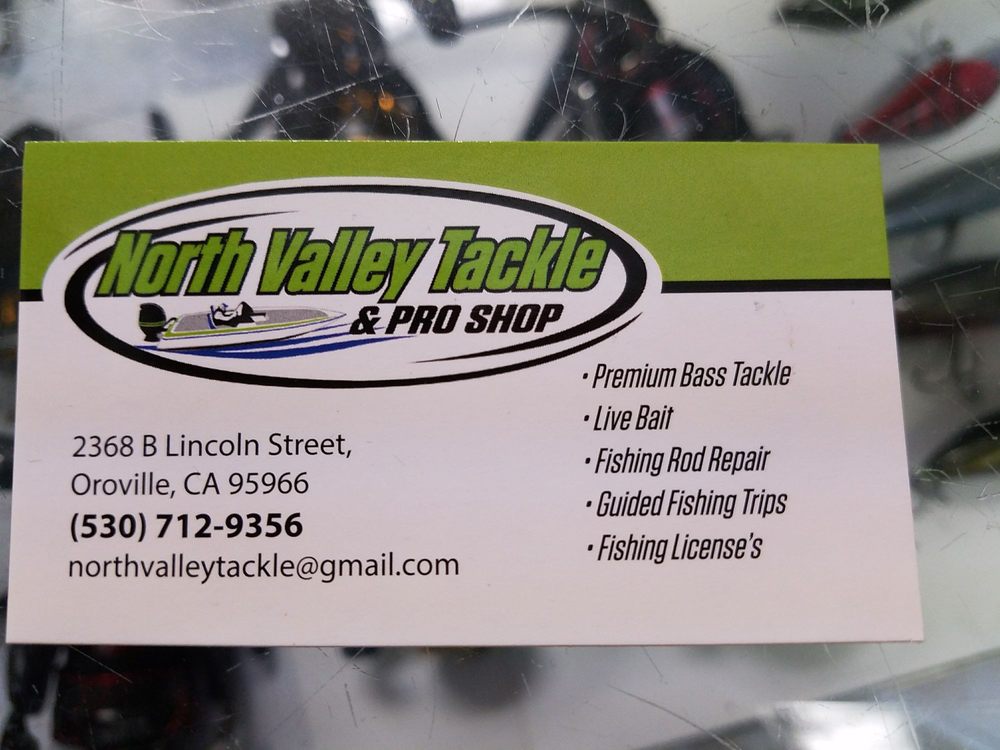 North Valley Tackle
& PRO SHOP
• Premium Bass Tackle
• Live Bait
• Fishing Rod Repair
• Guided Fishing Trips
• Fishing License's
2368 B Lincoln Street,
Oroville, CA 95966
(530) 712-9356
northvalleytackle@gmail.com